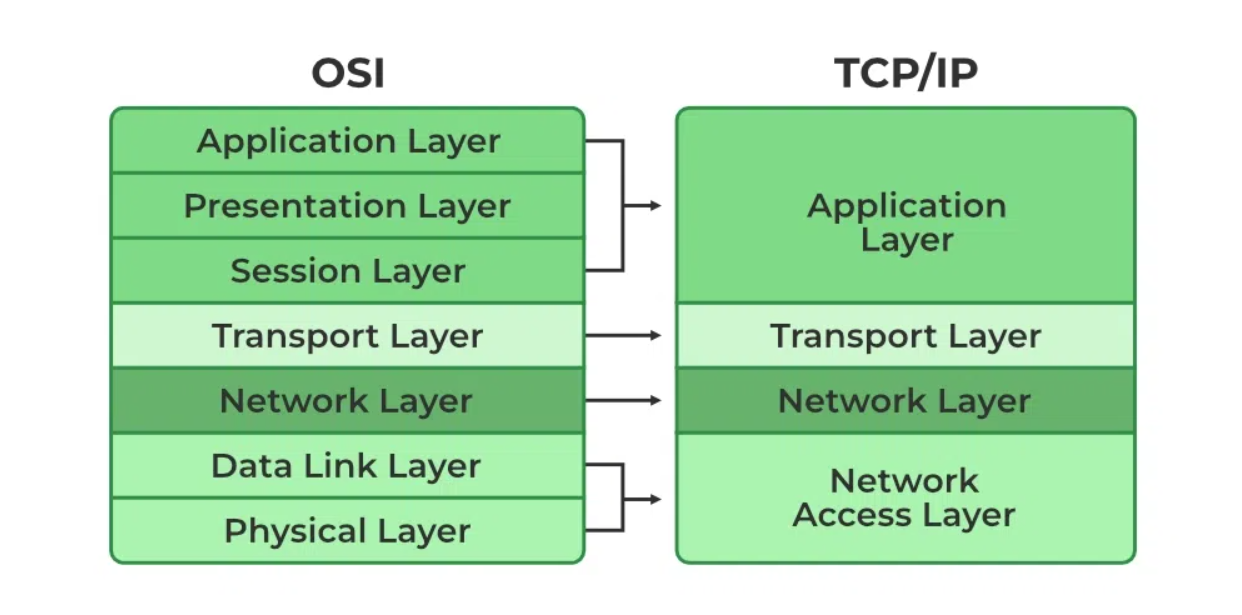 OSI
Application Layer
Presentation Layer
Session Layer
Transport Layer
Network Layer
Data Link Layer
Physical Layer
TCP/IP
Application
Layer
Transport Layer
Network Layer
Network
Access Layer